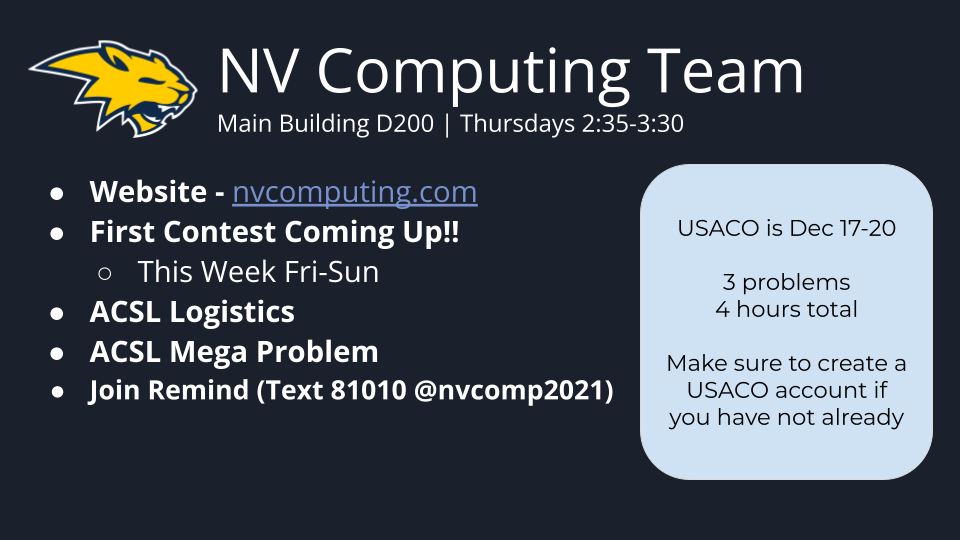 NV Computing Team
Main Building D200 | Thursdays 2:35-3:30
● Website - nvcomputing.com
● First Contest Coming Up!!
○ This Week Fri-Sun
● ACSL Logistics
● ACSL Mega Problem
● Join Remind (Text 81010 @nvcomp2021)
USACO is Dec 17-20
3 problems
4 hours total
Make sure to create a
USACO account if
you have not already